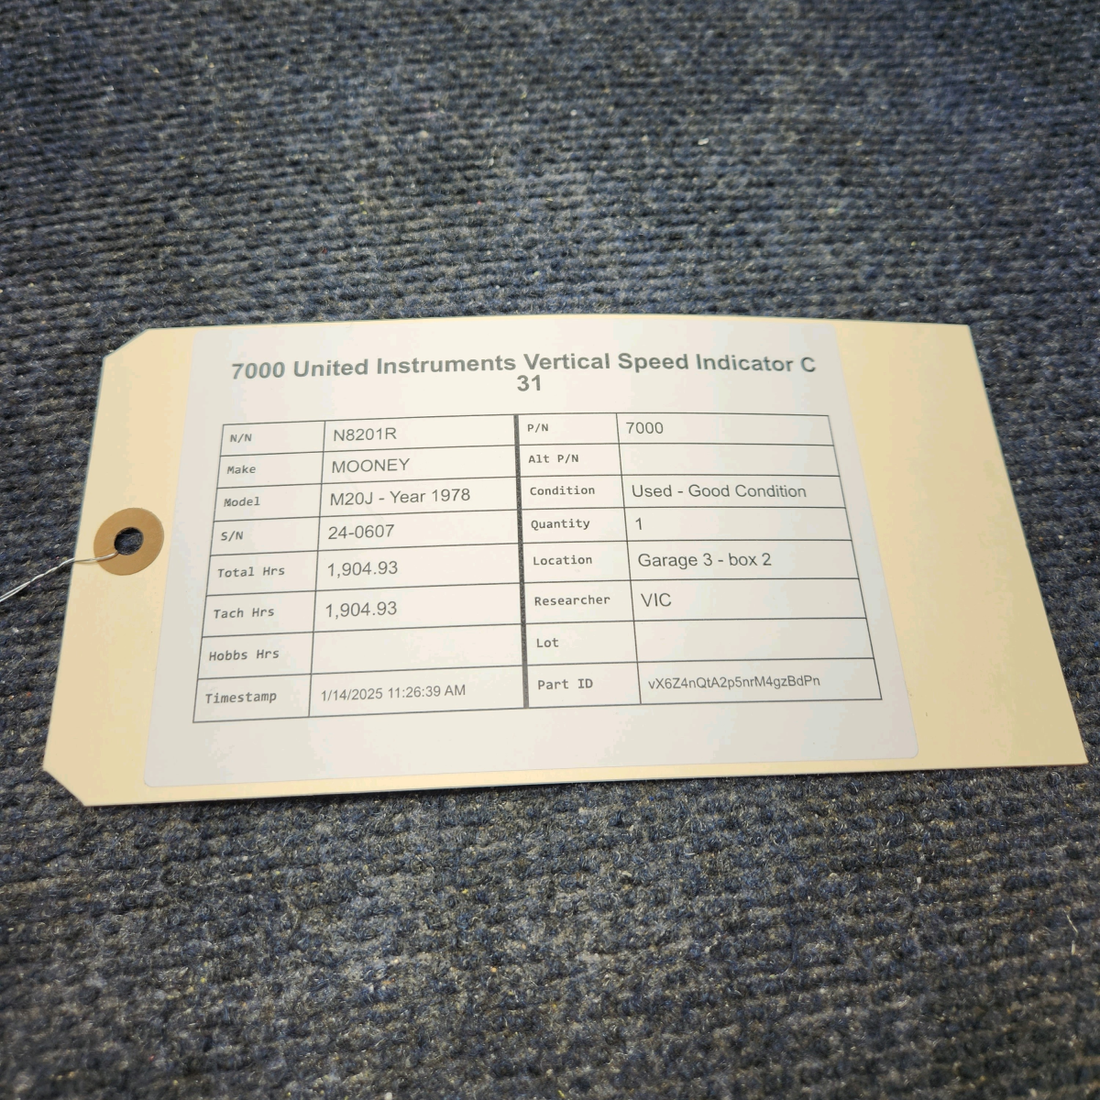 7000 United Instruments Vertical Speed Indicator C
31
N/N N8201R P/N 7000
Make MOONEY Alt P/N
Model M20J - Year 1978 Condition Used - Good Condition
S/N 24-0607 Quantity 1
Total Hrs 1,904.93 Location Garage 3 - box 2
Tach Hrs 1,904.93 Researcher VIC
Hobbs Hrs Lot
Timestamp 1/14/2025 11:26:39 AM Part ID vX6Z4nQtA2p5nrM4gzBdPn